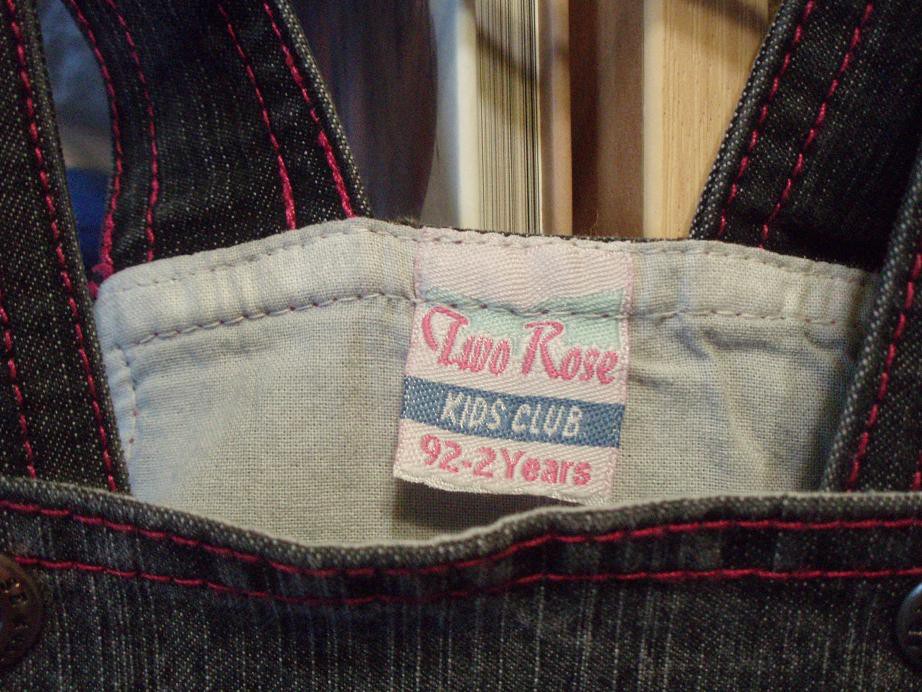 Two Rose
KIDS CLUB
92-2Years